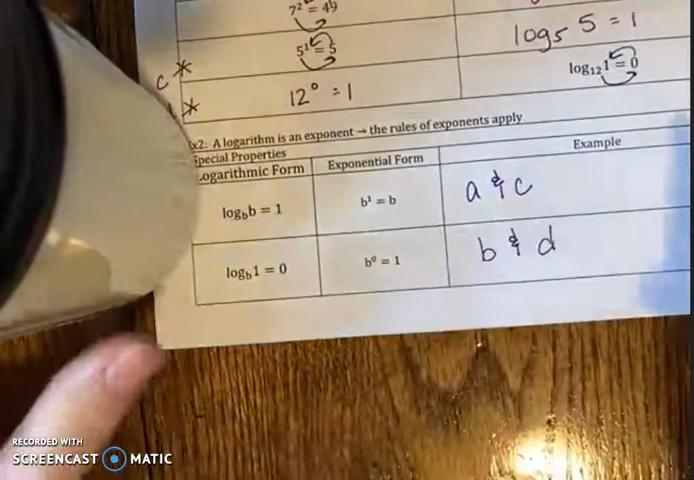 7² = 49
5¹ = 5
log₅ 5 = 1
c *
*
12⁰ = 1
log₁₂1 = 0
x2: A logarithm is an exponent → the rules of exponents apply
Special Properties
Logarithmic Form Exponential Form Example
log_b b = 1 b¹ = b a & c
log_b 1 = 0 b⁰ = 1 b & d
RECORDED WITH
SCREENCAST MATIC